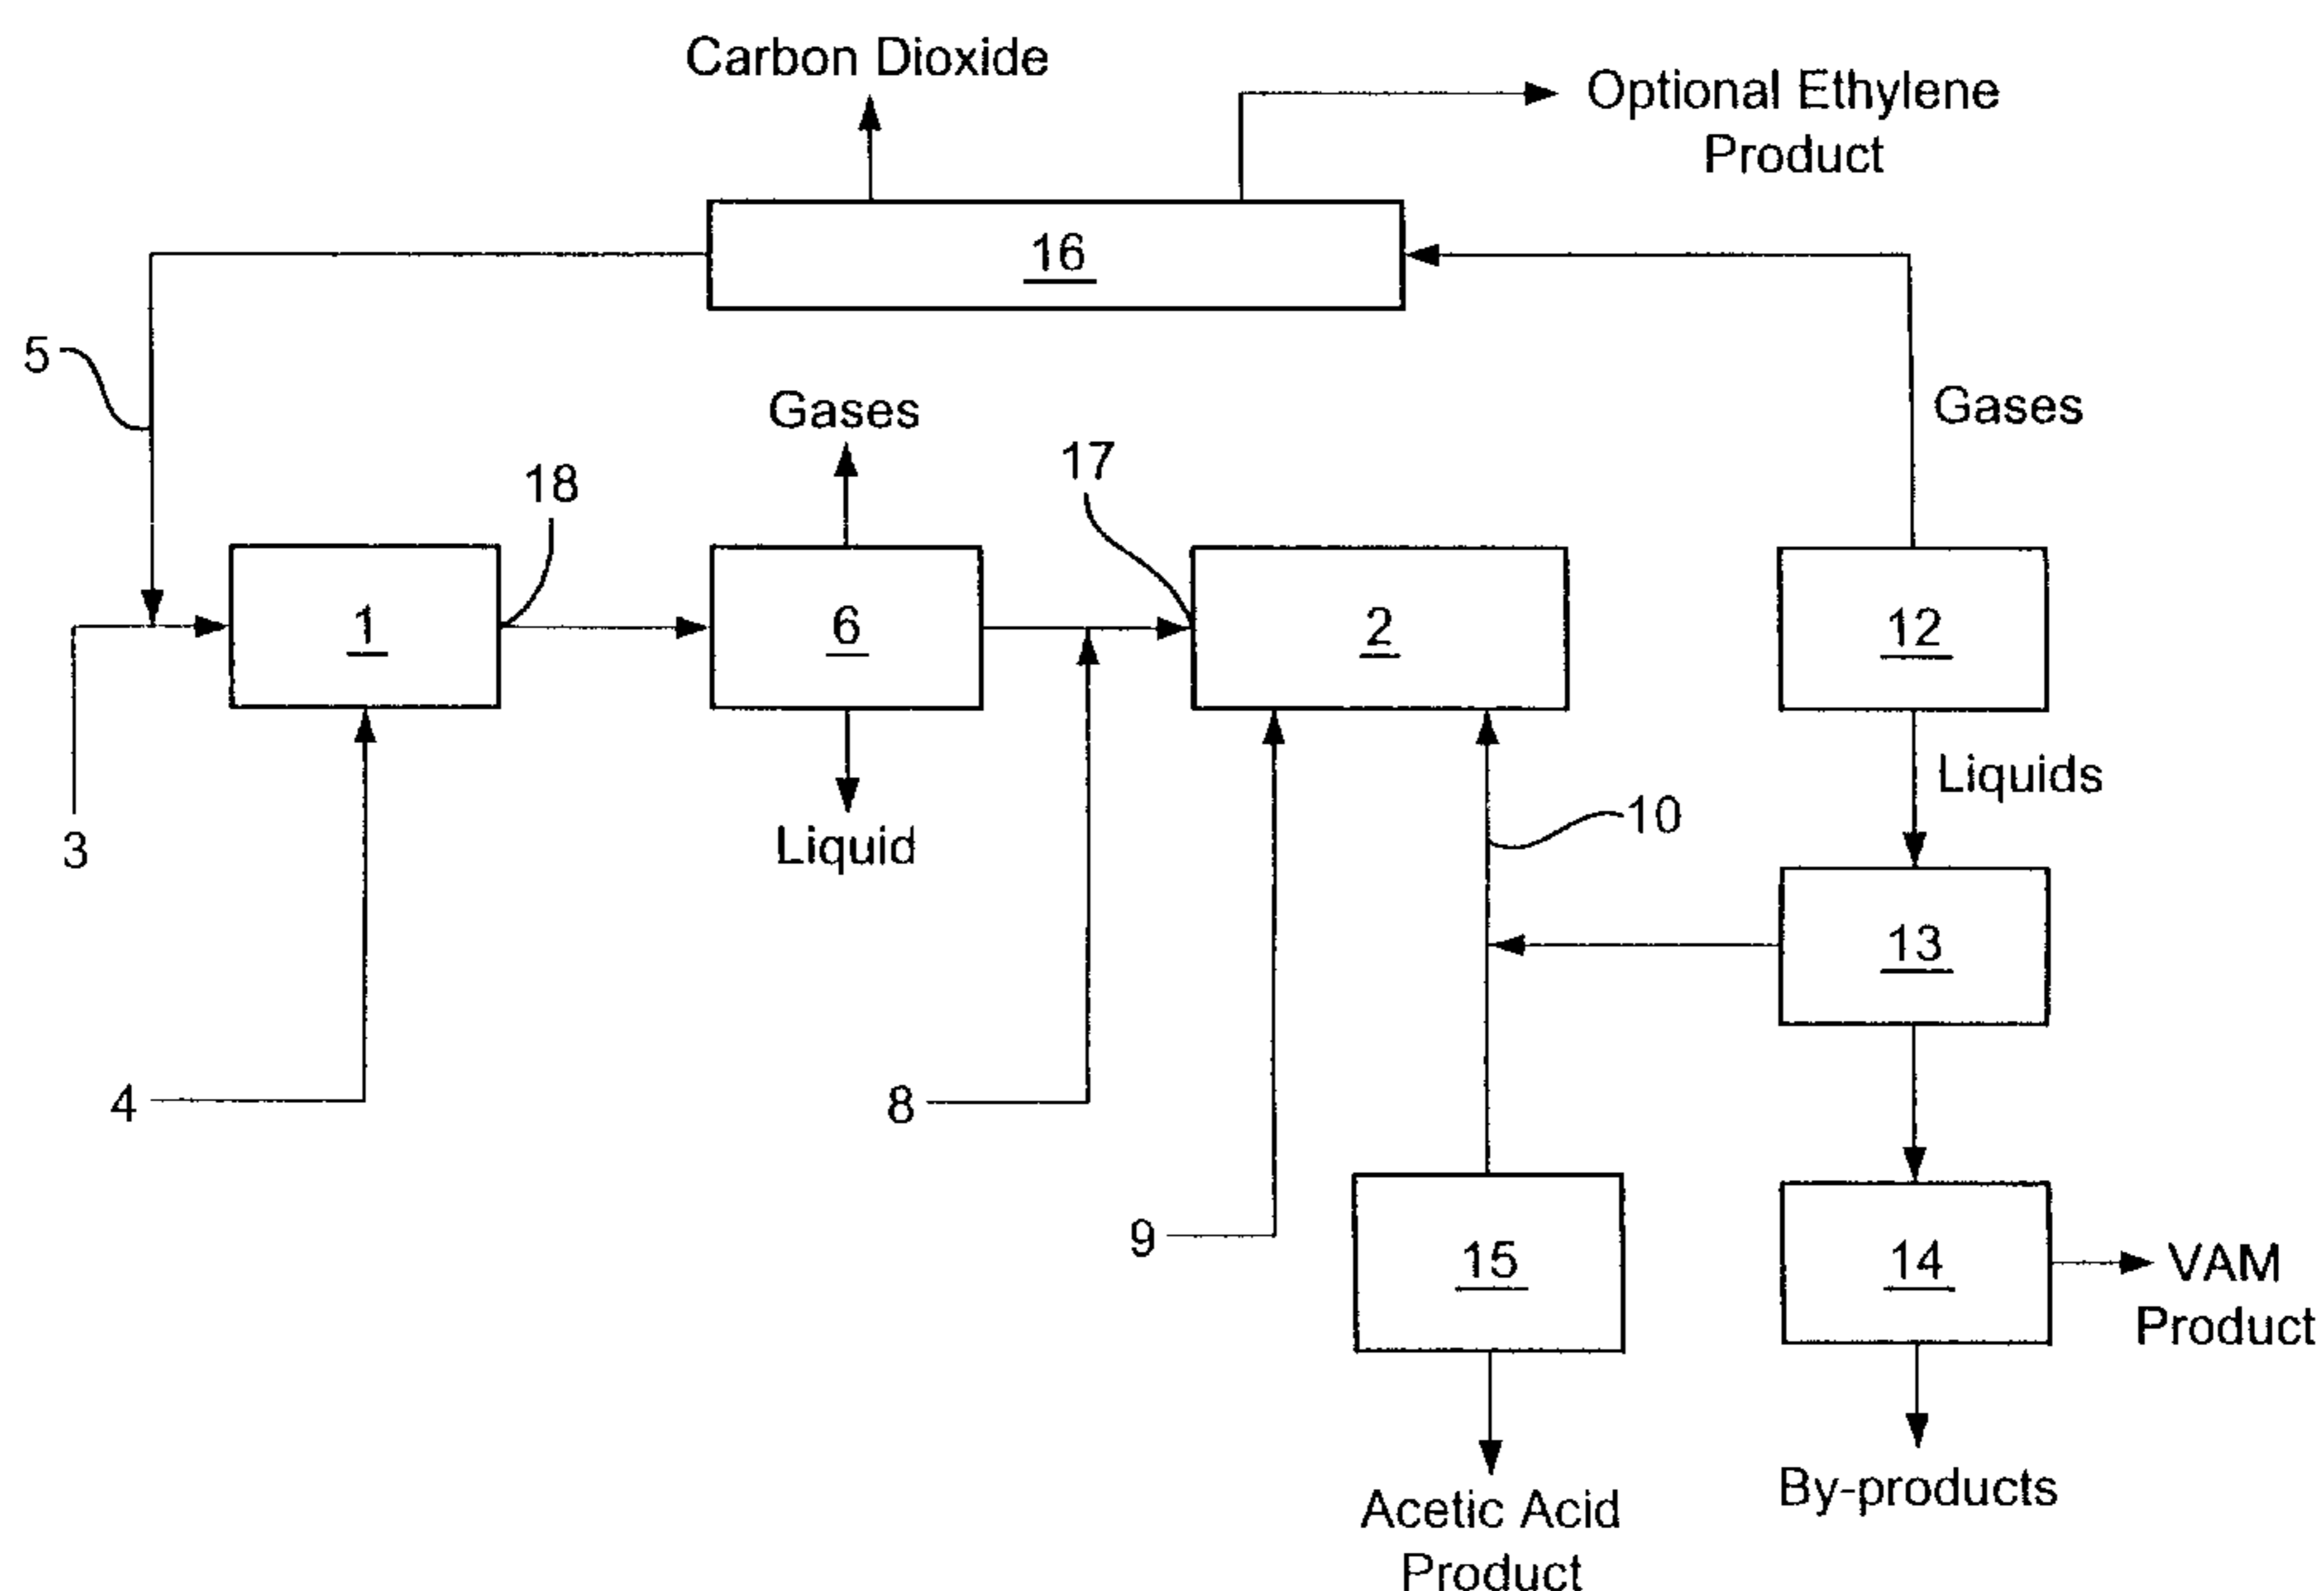 Carbon Dioxide
Optional Ethylene
Product
16
5
Gases
Gases
17
18
1
6
2
12
Liquids
10
3
Liquid
13
4
8
9
15
14
VAM
Product
By-products
Acetic Acid
Product